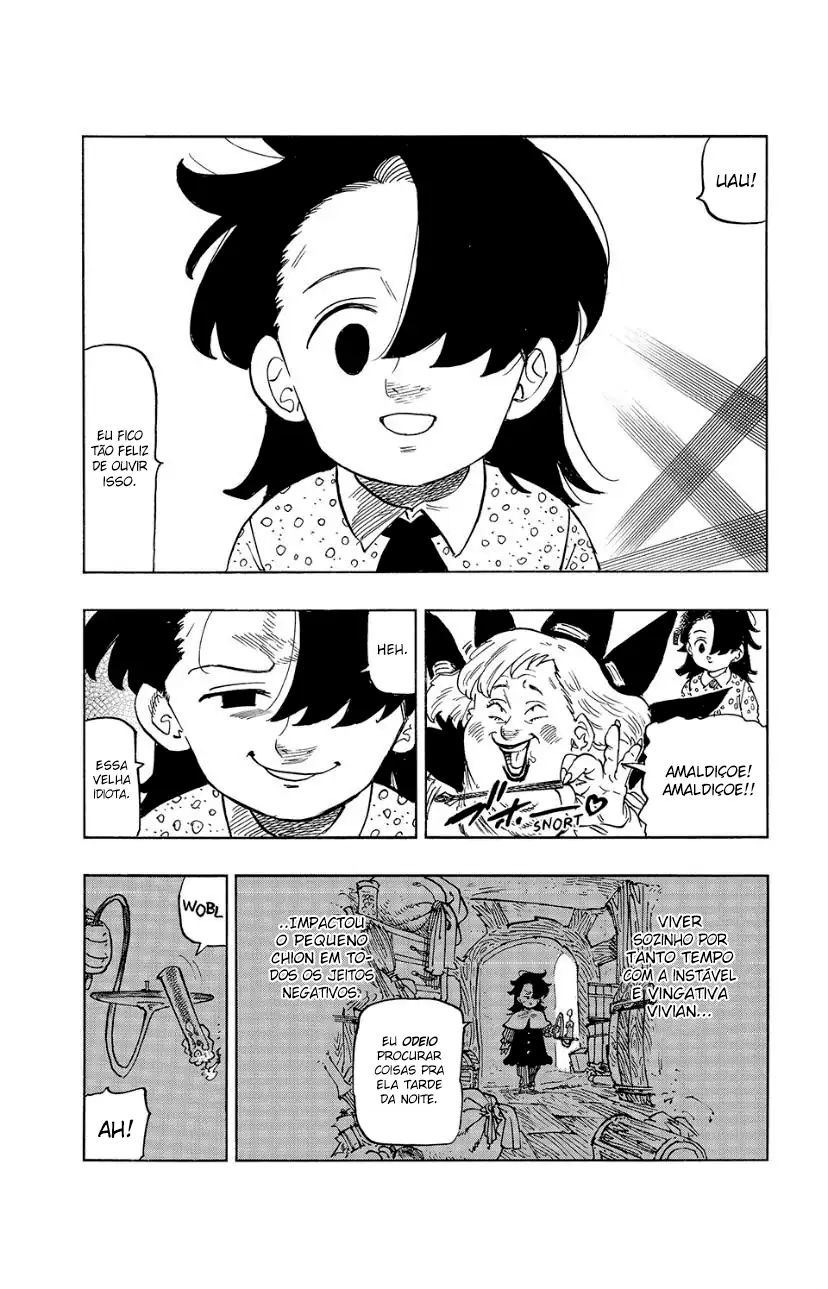 UAU!
EU FICO
TÃO FELIZ
DE OUVIR
ISSO.
AMALDIÇOE!
AMALDIÇOE!!
SNORT
HEH.
ESSA
VELHA
IDIOTA.
VIVER
SOZINHO POR
TANTO TEMPO
COM A INSTÁVEL
E VINGATIVA
VIVIAN...
..IMPACTOU
O PEQUENO
CHION EM TO-
DOS OS JEITOS
NEGATIVOS.
EU ODEIO
PROCURAR
COISAS PRA
ELA TARDE
DA NOITE.
WOBL
AH!